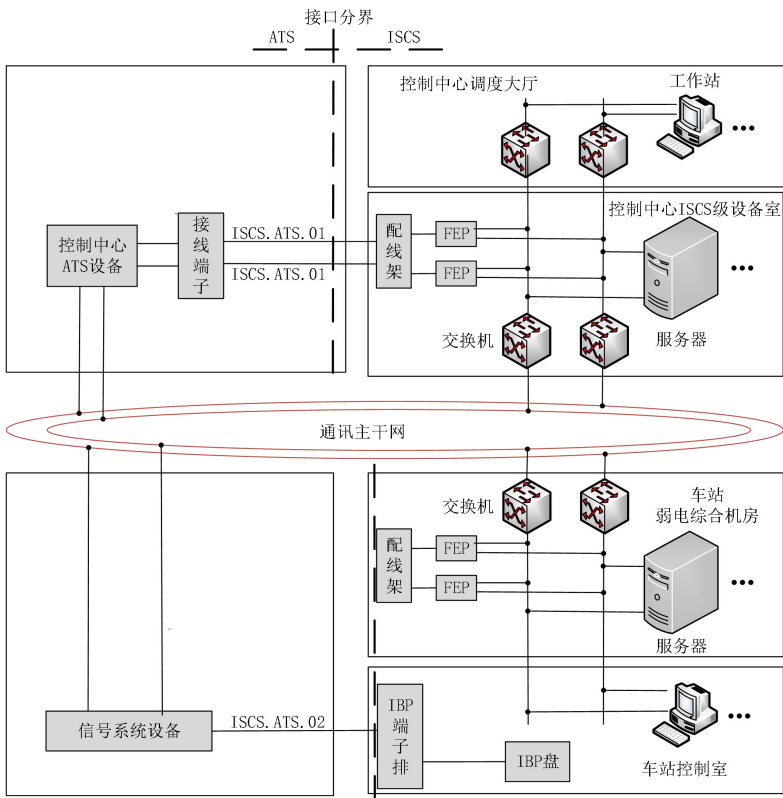 接口分界
ATS
ISCS
控制中心调度大厅
工作站
控制中心ISCS级设备室
控制中心
ATS设备
接线端子
ISCS.ATS.01
ISCS.ATS.01
配线架
FEP
FEP
交换机
服务器
通讯主干网
交换机
车站
弱电综合机房
配线架
FEP
FEP
服务器
信号系统设备
ISCS.ATS.02
IBP
端子排
IBP盘
车站控制室